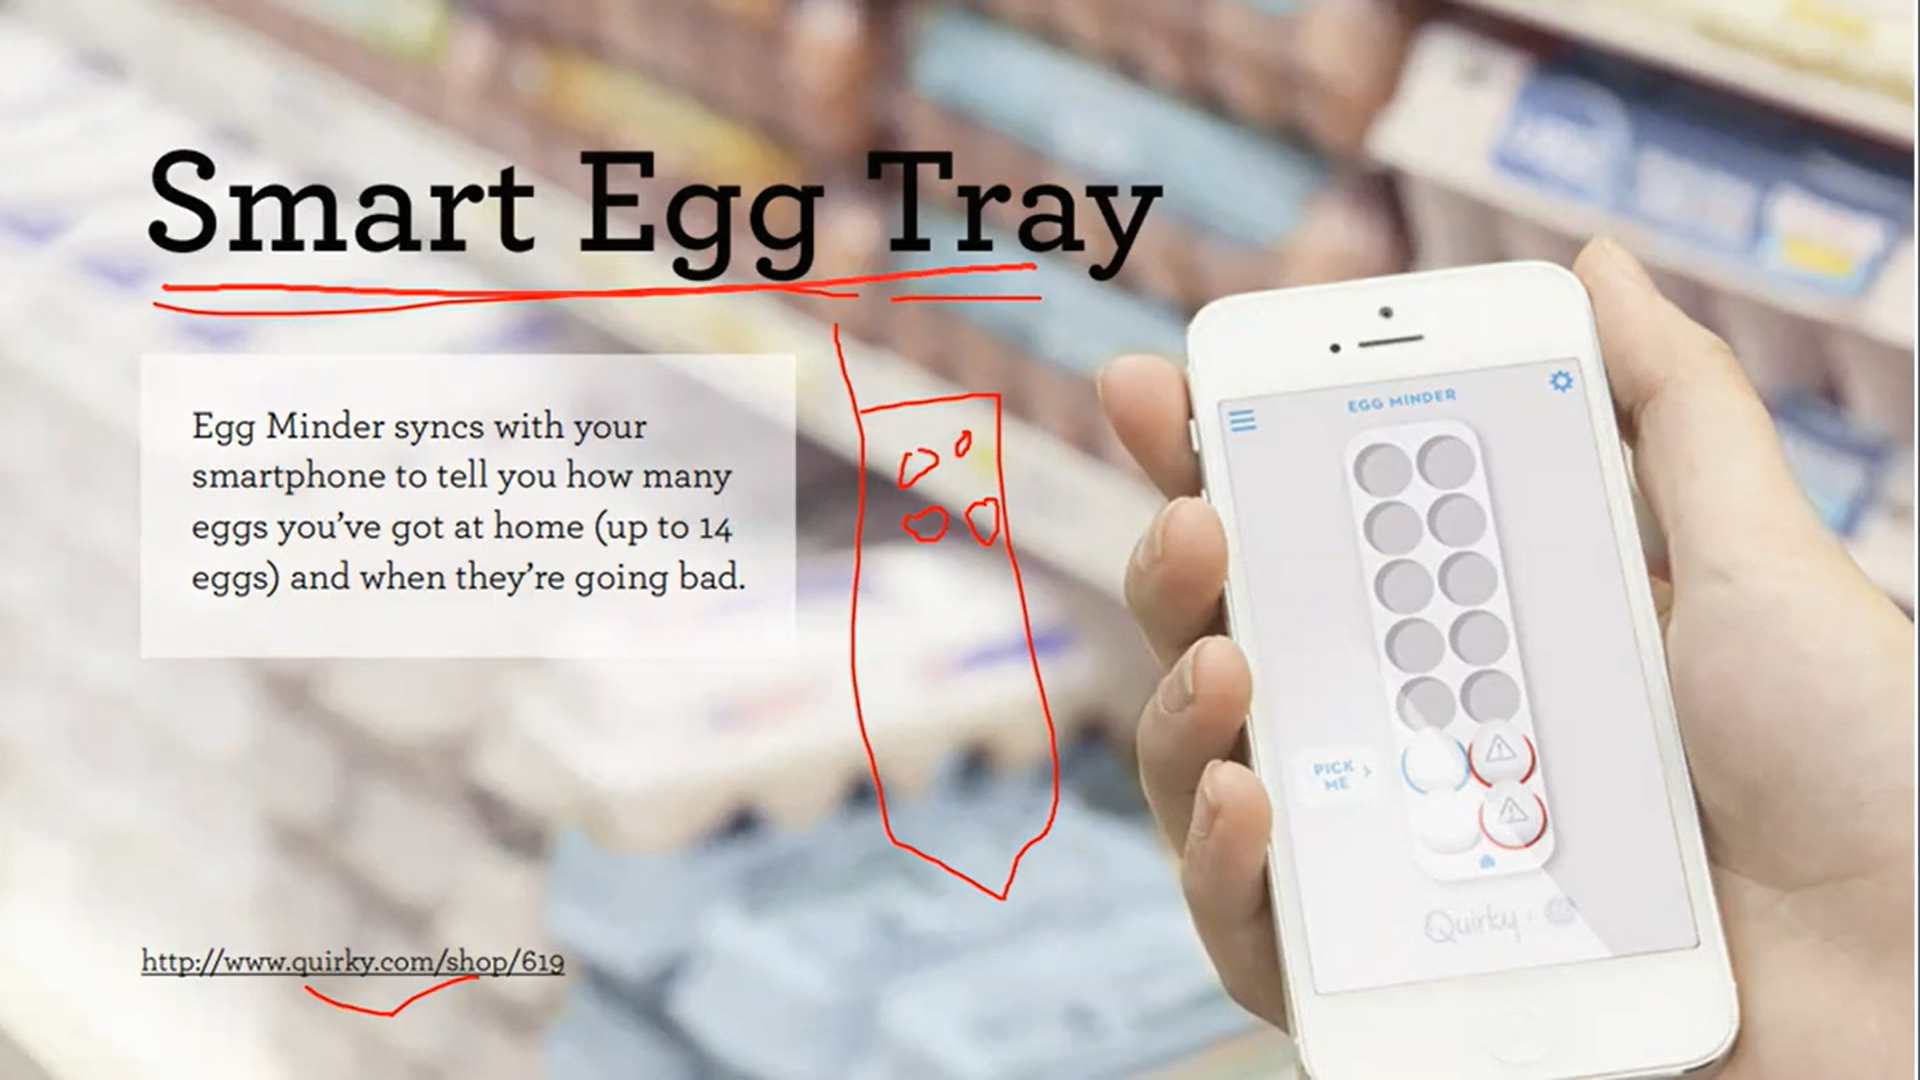 Smart Egg Tray
Egg Minder syncs with your
smartphone to tell you how many
eggs you’ve got at home (up to 14
eggs) and when they’re going bad.
http://www.quirky.com/shop/619
EGG MINDER
PICK
ME
Quirky